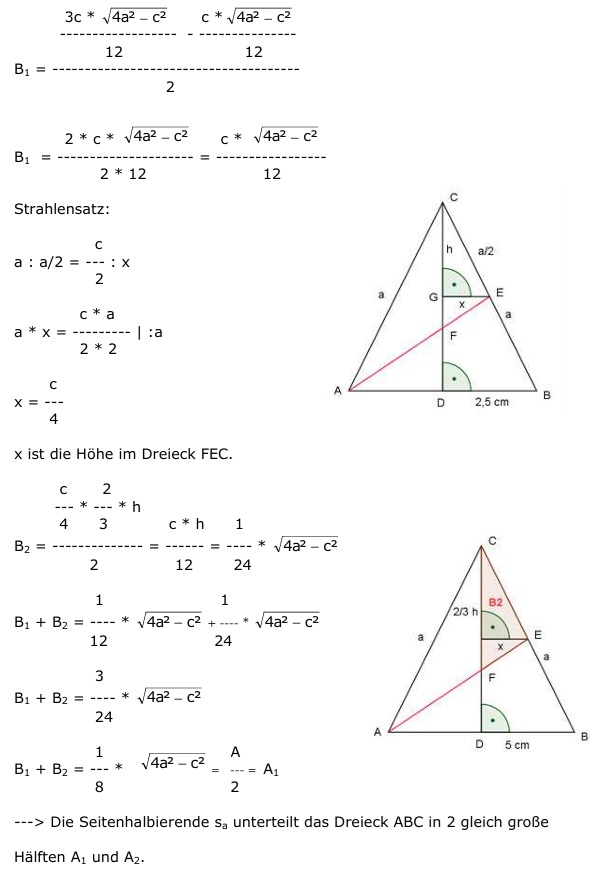 3c * √4a² – c²     c *√4a² – c²
-------------------  - ----------------
12     12
B₁ = ----------------------------------------
2
2 * c * √4a² – c²     c * √4a² – c²
B₁ = ---------------------- = ------------------
2 * 12     12
Strahlensatz:
c
a : a/2 = --- : x
2
c * a
a * x = --------- | :a
2 * 2
c
x = ---
4
C
h
a/2
a
G
E
x
a
F
A
D
2,5 cm
B
x ist die Höhe im Dreieck FEC.
c     2
--- * --- * h
4     3     c * h     1
B₂ = --------------- = ------ = ---- * √4a² – c²
2     12     24
1     1
B₁ + B₂ = ---- * √4a² – c² + ---- * √4a² – c²
12     24
3
B₁ + B₂ = ---- * √4a² – c²
24
1     A
B₁ + B₂ = --- * √4a² – c² = --- = A₁
8     2
C
B2
2/3 h
a
E
x
a
F
A
D
5 cm
B
---> Die Seitenhalbierende sₐ unterteilt das Dreieck ABC in 2 gleich große
Hälften A₁ und A₂.